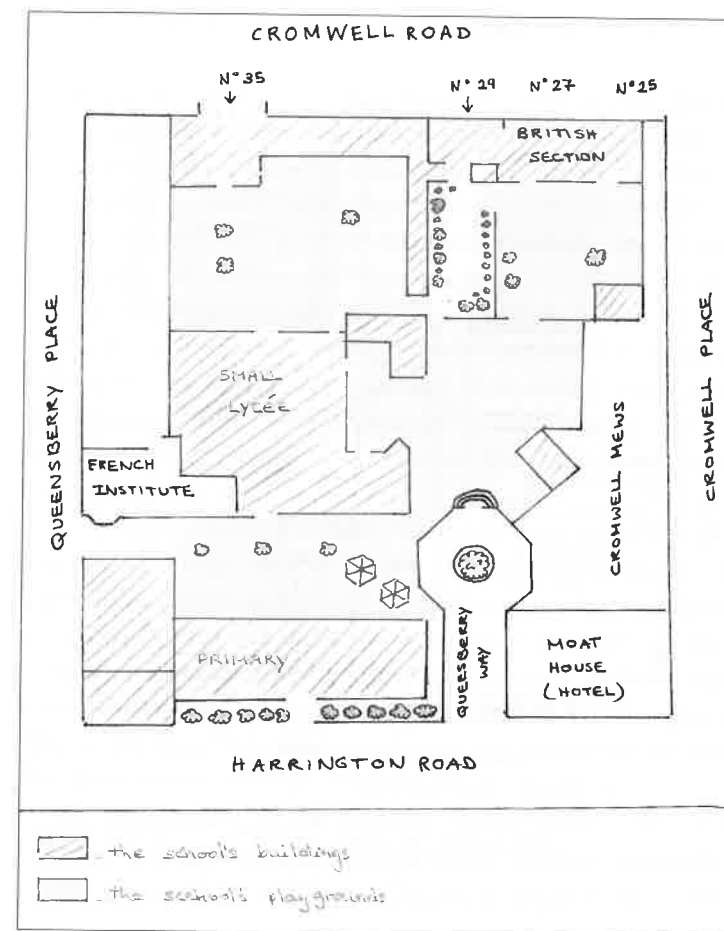 CROMWELL ROAD
N° 35
N° 29
N° 27
N° 25
BRITISH
SECTION
QUEENSBERRY PLACE
SMALL
LYCÉE
FRENCH
INSTITUTE
CROMWELL MEWS
CROMWELL PLACE
PRIMARY
QUEESBERRY
WAY
MOAT
HOUSE
(HOTEL)
HARRINGTON ROAD
the school's buildings
the school's playgrounds